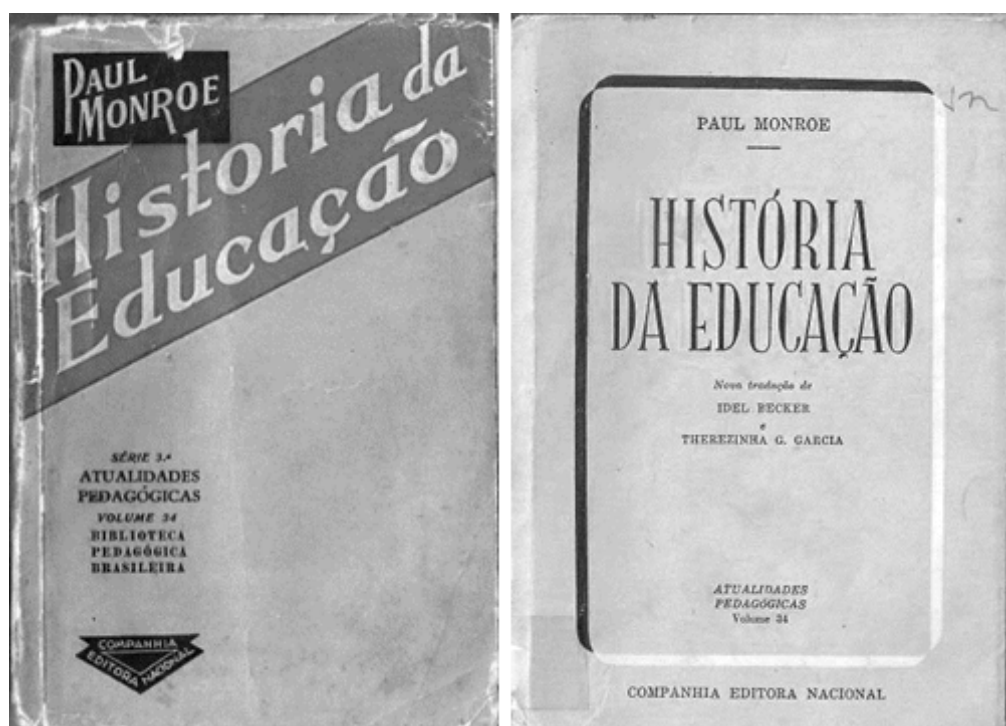 PAUL
MONROE
Historia da
Educação
SÉRIE 3.ª
ATUALIDADES
PEDAGÓGICAS
VOLUME 34
BIBLIOTECA
PEDAGÓGICA
BRASILEIRA
COMPANHIA
EDITORA NACIONAL
PAUL MONROE
HISTÓRIA
DA EDUCAÇÃO
Nova tradução de
IDEL BECKER
e
THEREZINHA G. GARCIA
ATUALIDADES
PEDAGÓGICAS
Volume 34
COMPANHIA EDITORA NACIONAL